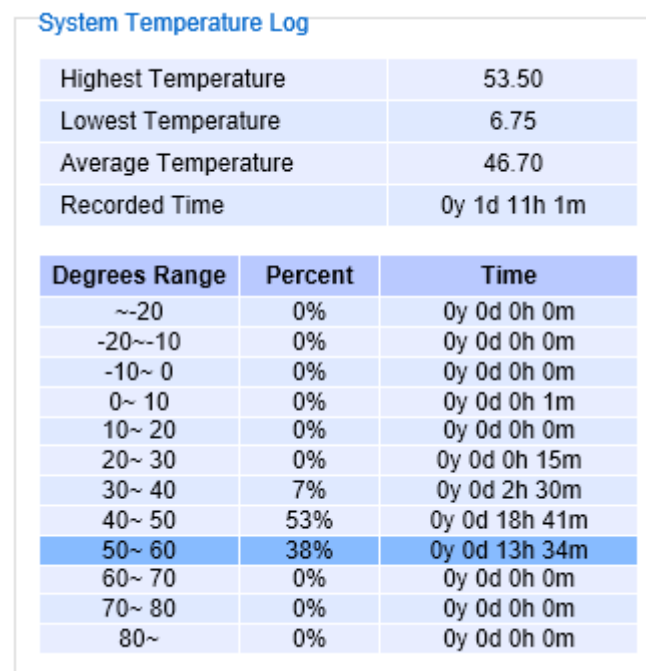 System Temperature Log
Highest Temperature 53.50
Lowest Temperature 6.75
Average Temperature 46.70
Recorded Time 0y 1d 11h 1m
Degrees Range Percent Time
~-20 0% 0y 0d 0h 0m
-20~-10 0% 0y 0d 0h 0m
-10~ 0 0% 0y 0d 0h 0m
0~ 10 0% 0y 0d 0h 1m
10~ 20 0% 0y 0d 0h 0m
20~ 30 0% 0y 0d 0h 15m
30~ 40 7% 0y 0d 2h 30m
40~ 50 53% 0y 0d 18h 41m
50~ 60 38% 0y 0d 13h 34m
60~ 70 0% 0y 0d 0h 0m
70~ 80 0% 0y 0d 0h 0m
80~ 0% 0y 0d 0h 0m